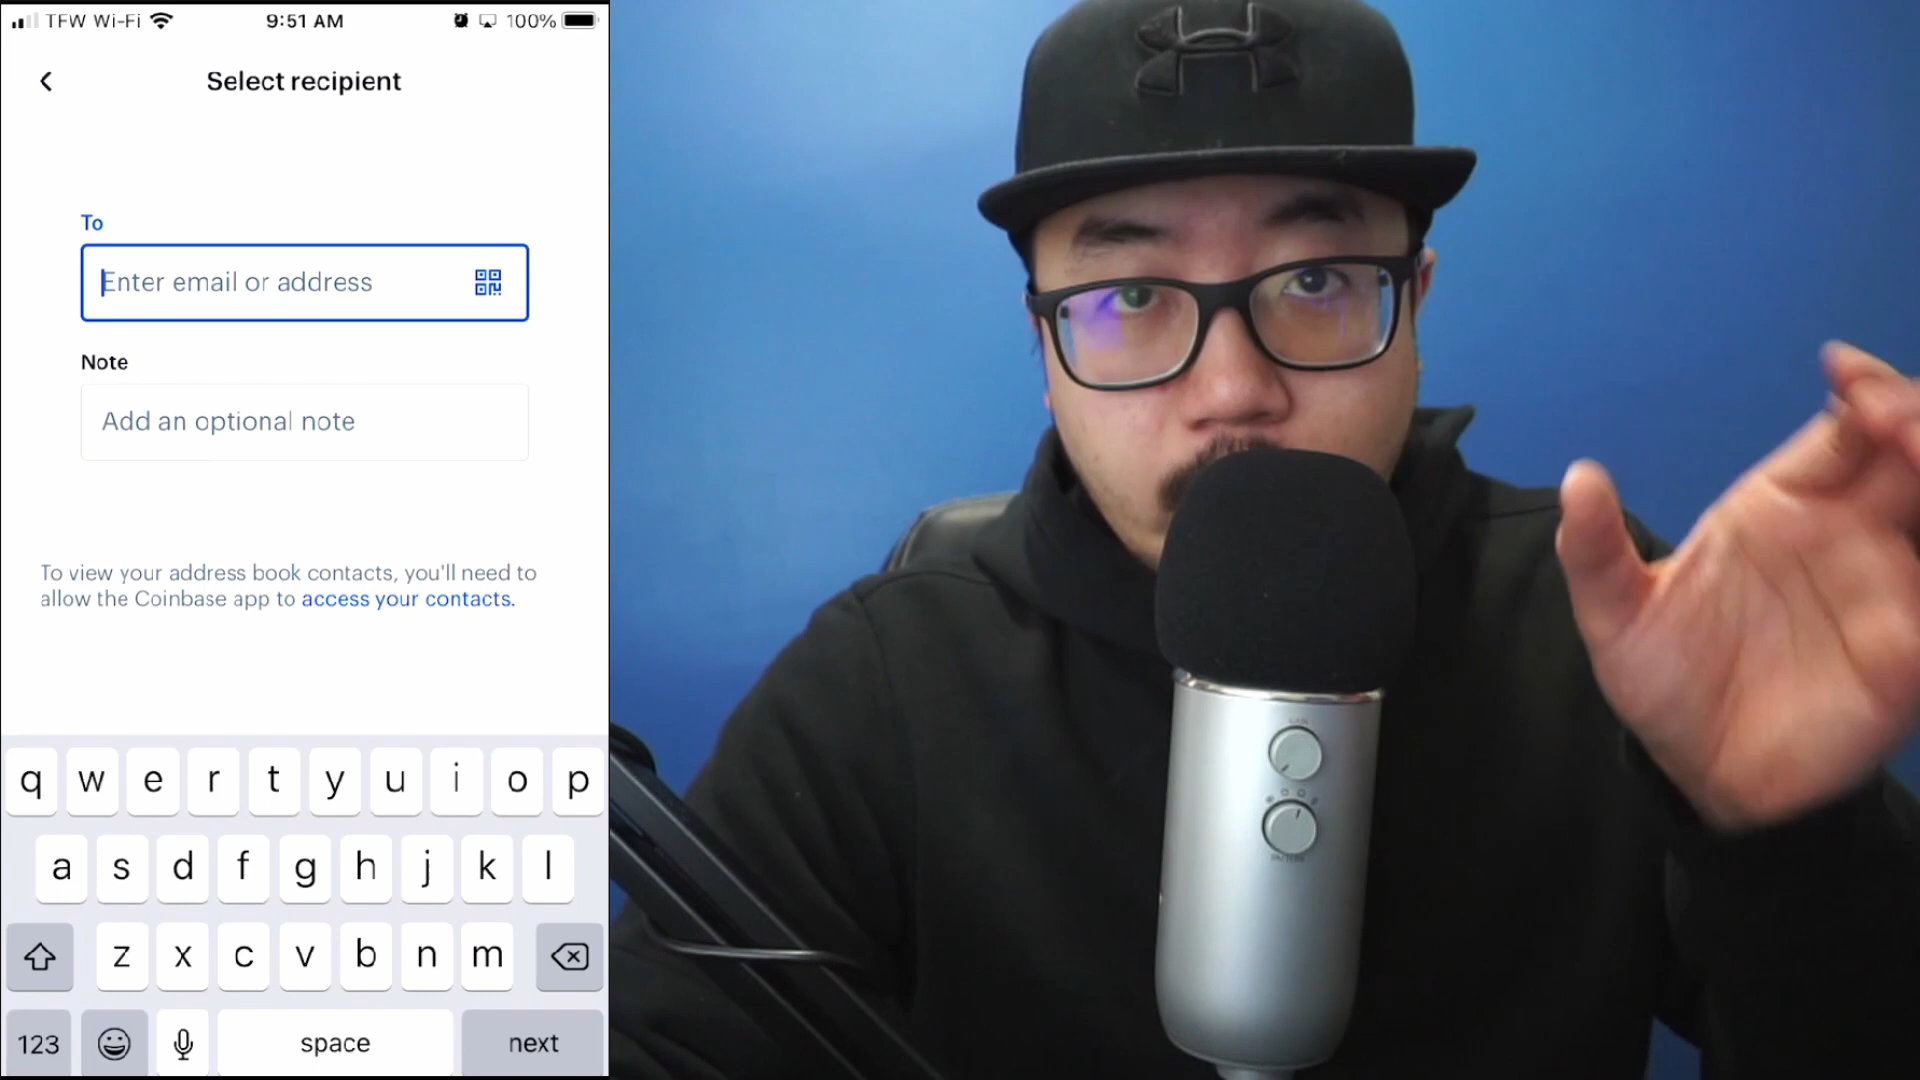 TFW Wi-Fi 9:51 AM 100%
Select recipient
To
Enter email or address
Note
Add an optional note
To view your address book contacts, you'll need to
allow the Coinbase app to access your contacts.
q w e r t y u i o p
a s d f g h j k l
z x c v b n m
123 space next